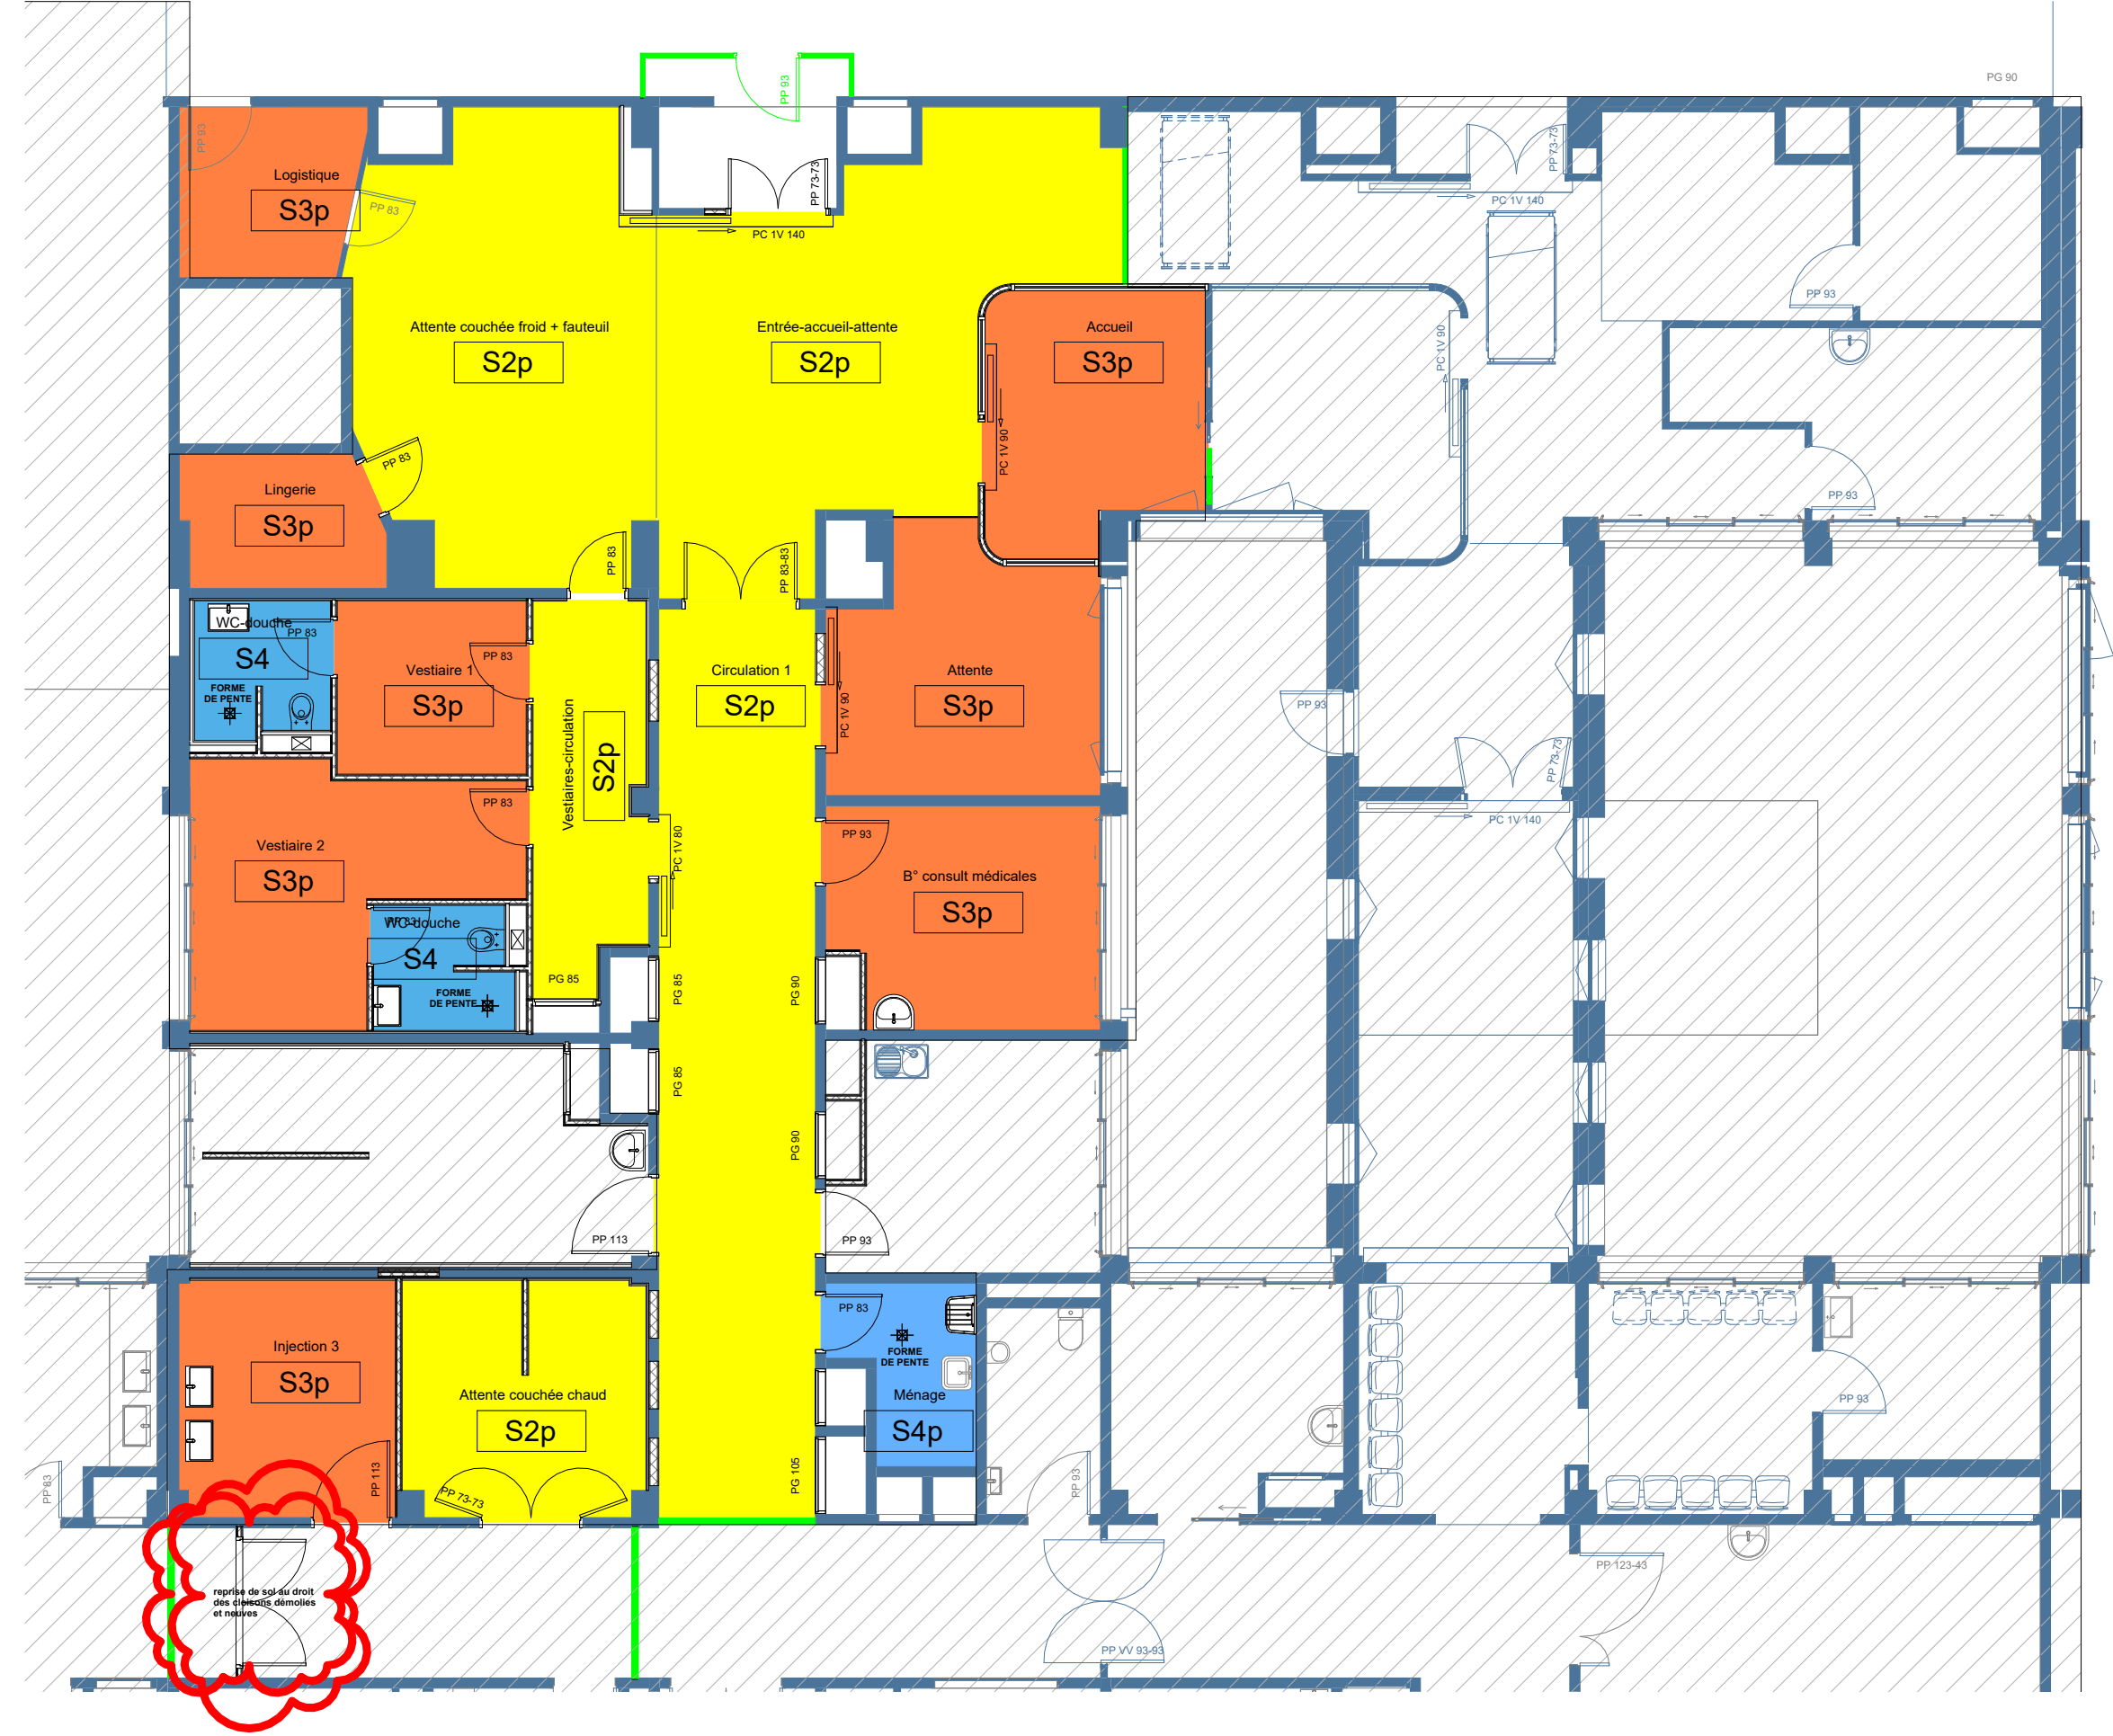 PG 90
PP 93
PP 93
Logistique
S3p
PP 83
PP 73-73
PC 1V 140
PP 73-73
PC 1V 140
PP 93
Attente couchée froid + fauteuil
S2p
Entrée-accueil-attente
S2p
Accueil
S3p
PC 1V 90
PC 1V 90
PP 83
PP 93
Lingerie
S3p
PP 83
PP 83-83
WC-douche
PP 83
S4
FORME
DE PENTE
Vestiaire 1
S3p
PP 83
Vestiaires-circulation
S2p
Circulation 1
S2p
PC 1V 90
Attente
S3p
PP 93
PP 73-73
PC 1V 140
PP 83
Vestiaire 2
S3p
PC 1V 80
PP 93
B° consult médicales
S3p
WC-douche
PP 83
S4
FORME
DE PENTE
PG 85
PG 85
PG 90
PG 85
PG 90
PP 113
PP 93
Injection 3
S3p
PP 113
Attente couchée chaud
S2p
PP 73-73
PP 83
FORME
DE PENTE
Ménage
S4p
PG 105
PP 93
PP 93
PP 83
reprise de sol au droit
des cloisons démolies
et neuves
PP VV 93-93
PP 123-43